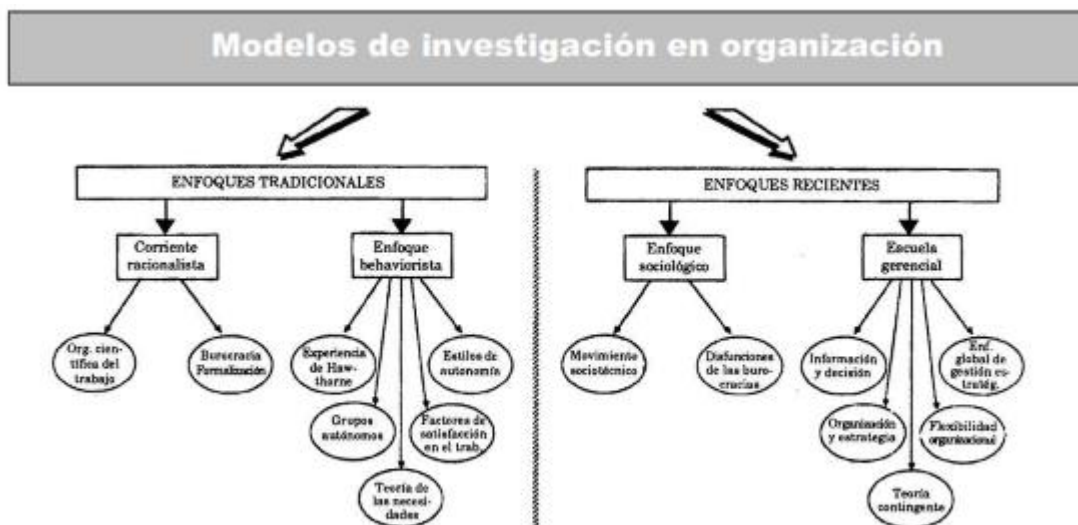 Modelos de investigación en organización
ENFOQUES TRADICIONALES
Corriente
racionalista
Org. cien-
tífica del
trabajo
Burocracia
Formalización
Enfoque
behaviorista
Experiencia
de Haw-
thorne
Estilos de
autonomía
Grupos
autónomos
Factores de
satisfacción
en el trab.
Teoría de
las necesi-
dades
ENFOQUES RECIENTES
Enfoque
sociológico
Movimiento
sociotécnico
Disfunciones
de las buro-
cracias
Escuela
gerencial
Información
y decisión
Enf.
global de
gestión es-
tratég.
Organización
y estrategia
Flexibilidad
organizacional
Teoría
contingente